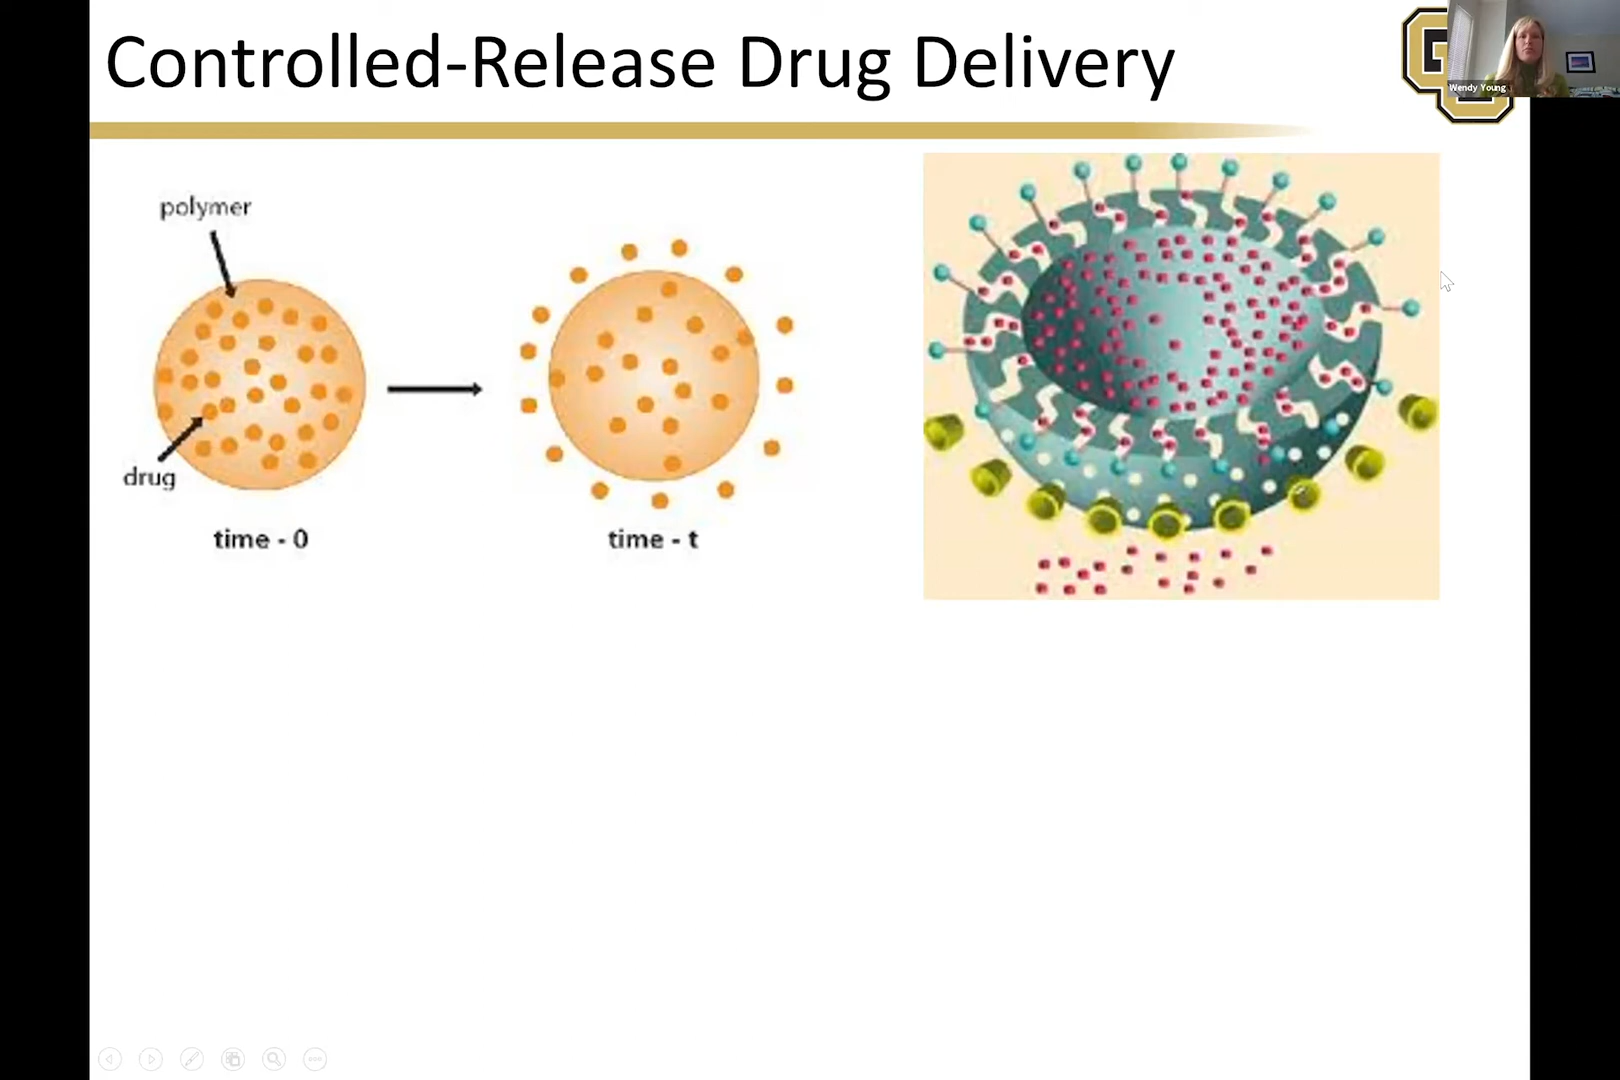 Controlled-Release Drug Delivery
Wendy Young
polymer
drug
time - 0
time - t